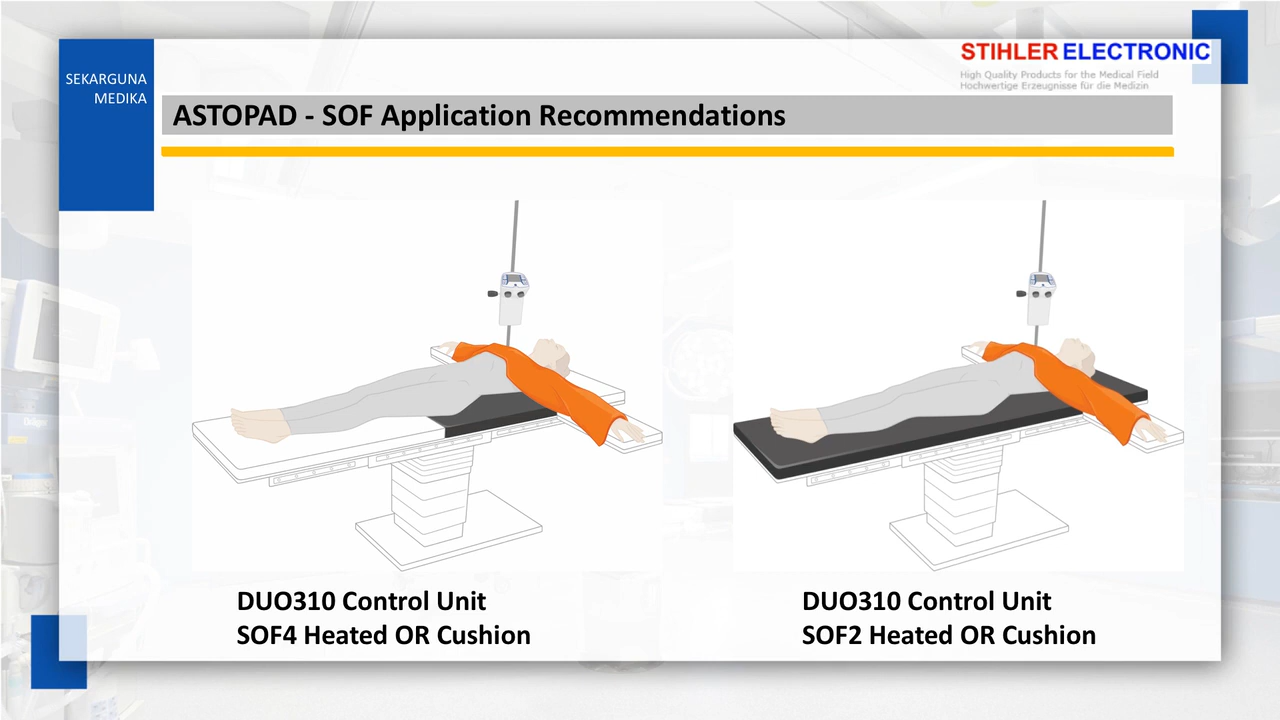 SEKARGUNA
MEDIKA
STIHLER ELECTRONIC
High Quality Products for the Medical Field
Hochwertige Erzeugnisse für die Medizin
ASTOPAD - SOF Application Recommendations
DUO310 Control Unit
SOF4 Heated OR Cushion
DUO310 Control Unit
SOF2 Heated OR Cushion